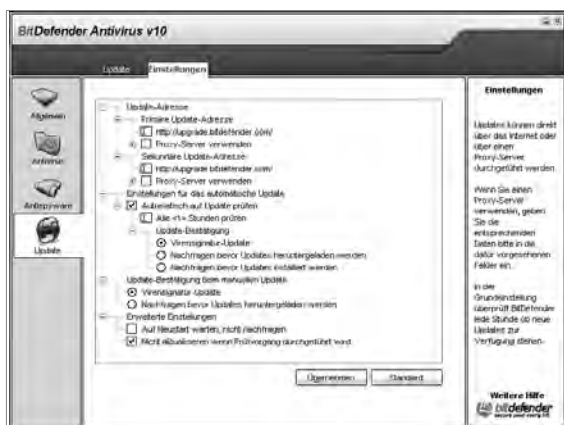 BitDefender Antivirus v10
Update
Einstellungen
Allgemein
Antivirus
Antispyware
Update
Update-Adresse
Primäre Update-Adresse
http://upgrade.bitdefender.com/
Proxy-Server verwenden
Sekundäre Update-Adresse
http://upgrade.bitdefender.com/
Proxy-Server verwenden
Einstellungen für das automatische Update
Automatisch auf Update prüfen
Alle <1> Stunden prüfen
Update-Bestätigung
Virensignatur-Update
Nachfragen bevor Updates heruntergeladen werden
Nachfragen bevor Updates installiert werden
Update-Bestätigung beim manuellen Update
Virensignatur-Update
Nachfragen bevor Updates heruntergeladen werden
Erweiterte Einstellungen
Auf Neustart warten, nicht nachfragen
Nicht aktualisieren wenn Prüfvorgang durchgeführt wird
Übernehmen
Standard
Einstellungen
Updates können direkt
über das Internet oder
über einen
Proxy-Server
durchgeführt werden.
Wenn Sie einen
Proxy-Server
verwenden, geben
Sie die
entsprechenden
Daten bitte in die
dafür vorgesehenen
Felder ein.
In der
Grundeinstellung
überprüft BitDefender
jede Stunde ob neue
Updates zur
Verfügung stehen.
Weitere Hilfe
bitdefender
secure your every bit